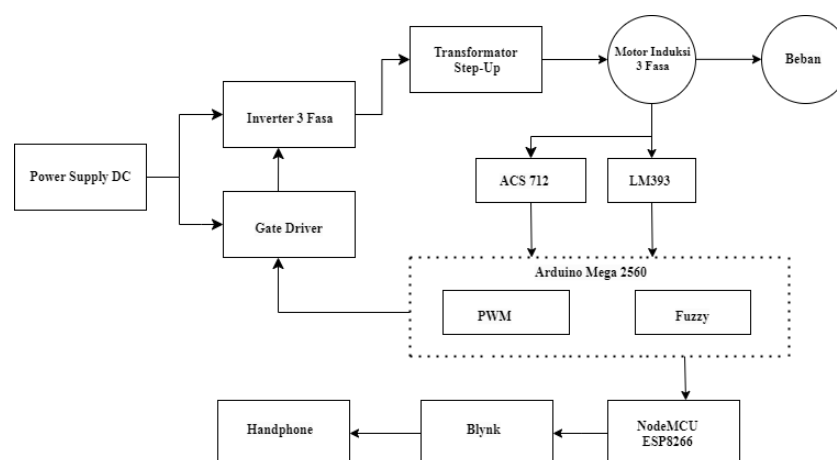 Transformator
Step-Up
Motor Induksi
3 Fasa
Beban
Inverter 3 Fasa
Power Supply DC
ACS 712
LM393
Gate Driver
Arduino Mega 2560
PWM
Fuzzy
Handphone
Blynk
NodeMCU
ESP8266